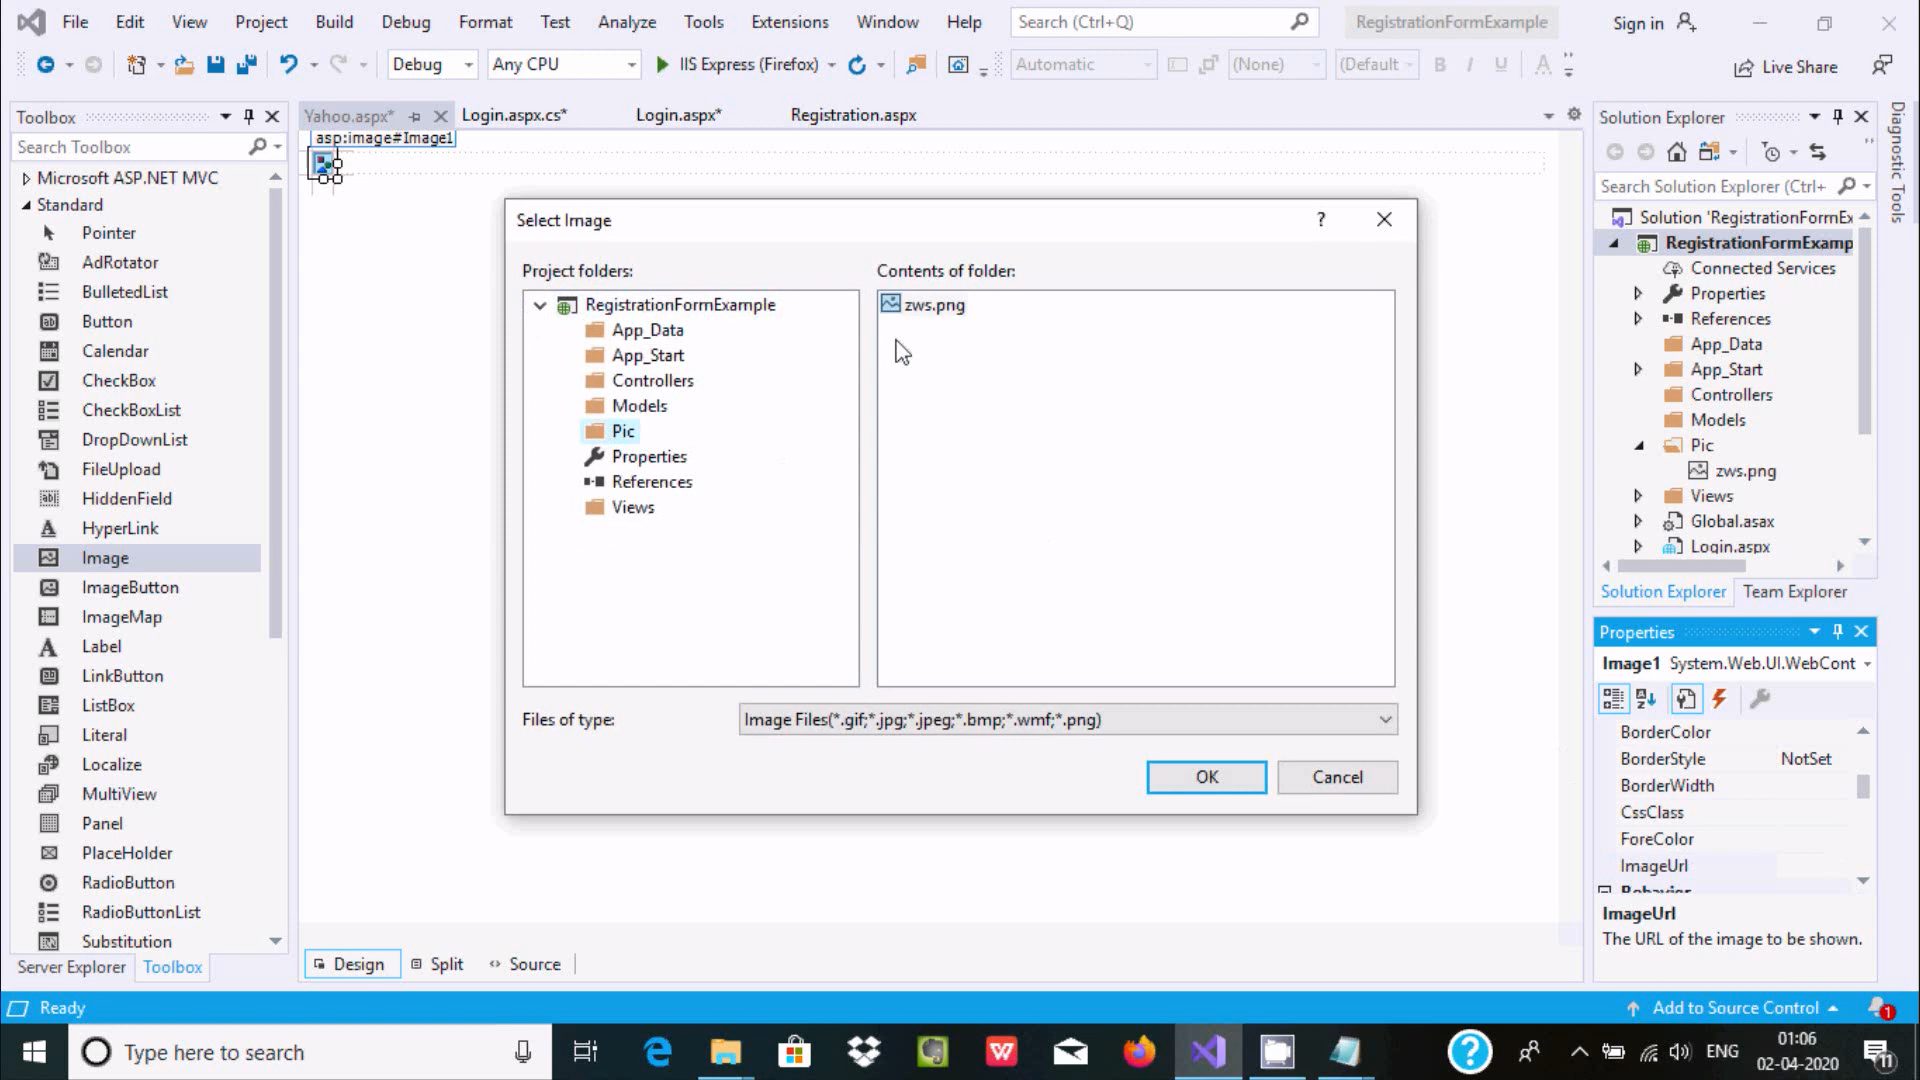 File Edit View Project Build Debug Format Test Analyze Tools Extensions Window Help Search (Ctrl+Q) RegistrationFormExample Sign in
Debug Any CPU IIS Express (Firefox) Automatic (None) (Default B I U A Live Share
Toolbox
Search Toolbox
Microsoft ASP.NET MVC
Standard
Pointer
AdRotator
BulletedList
Button
Calendar
CheckBox
CheckBoxList
DropDownList
FileUpload
HiddenField
HyperLink
Image
ImageButton
ImageMap
Label
LinkButton
ListBox
Literal
Localize
MultiView
Panel
PlaceHolder
RadioButton
RadioButtonList
Substitution
Server Explorer Toolbox
Yahoo.aspx* Login.aspx.cs* Login.aspx* Registration.aspx
asp:image#Image1
Select Image ?
Project folders:
RegistrationFormExample
App_Data
App_Start
Controllers
Models
Pic
Properties
References
Views
Contents of folder:
zws.png
Files of type: Image Files(*.gif;*.jpg;*.jpeg;*.bmp;*.wmf;*.png)
OK Cancel
Design Split Source
Solution Explorer
Search Solution Explorer (Ctrl+
Solution 'RegistrationFormEx
RegistrationFormExamp
Connected Services
Properties
References
App_Data
App_Start
Controllers
Models
Pic
zws.png
Views
Global.asax
Login.aspx
Solution Explorer Team Explorer
Diagnostic Tools
Properties
Image1 System.Web.UI.WebCont
BorderColor
BorderStyle NotSet
BorderWidth
CssClass
ForeColor
ImageUrl
Behavior
ImageUrl
The URL of the image to be shown.
Ready Add to Source Control 1
Type here to search ENG 01:06
02-04-2020 11